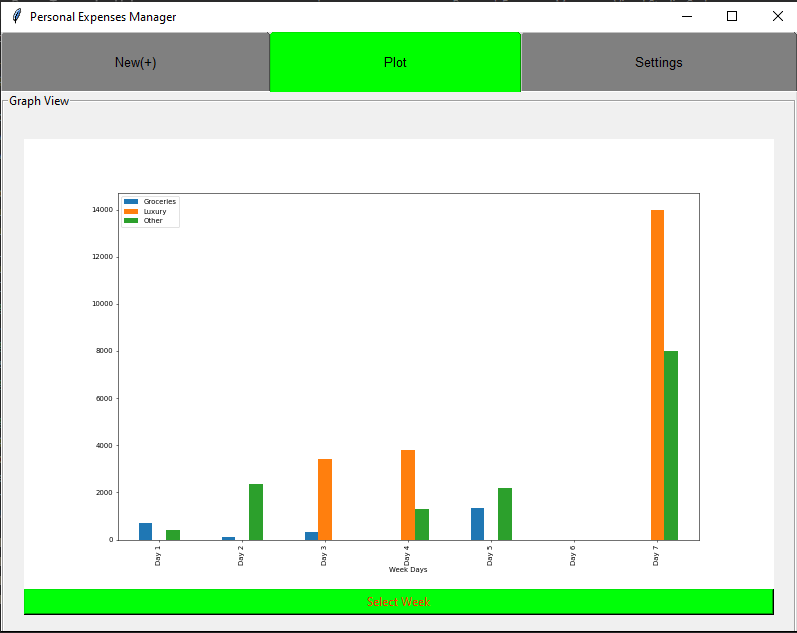 Personal Expenses Manager
New(+) Plot Settings
Graph View
Groceries
Luxury
Other
14000
12000
10000
8000
6000
4000
2000
0
Day 1 Day 2 Day 3 Day 4 Day 5 Day 6 Day 7
Week Days
Select Week